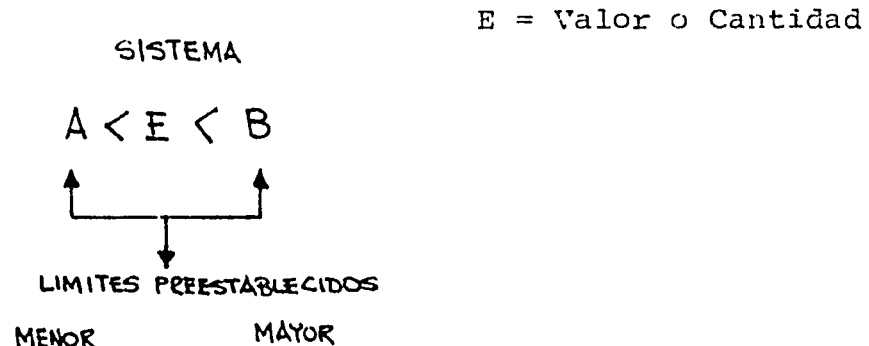 E = Valor o Cantidad
SISTEMA
A < E < B
LIMITES PREESTABLECIDOS
MENOR MAYOR